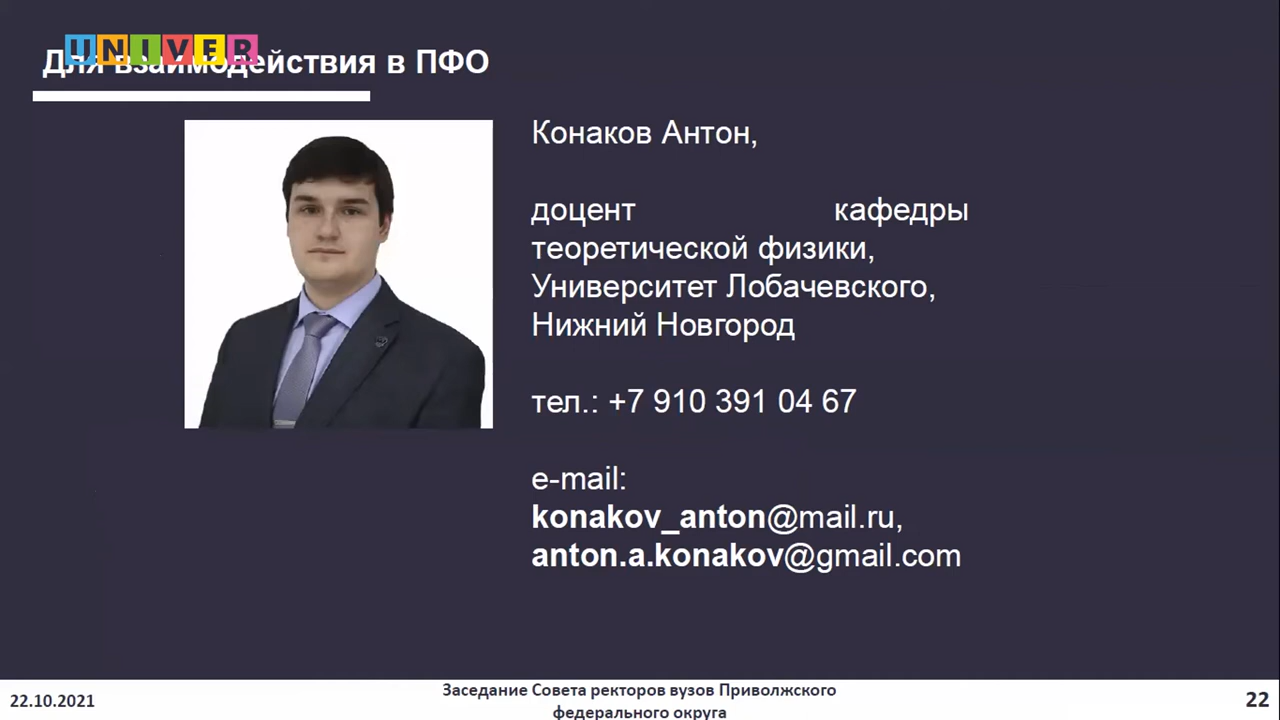 UNIVER
Для взаимодействия в ПФО
Конаков Антон,
доцент кафедры
теоретической физики,
Университет Лобачевского,
Нижний Новгород
тел.: +7 910 391 04 67
e-mail:
konakov_anton@mail.ru,
anton.a.konakov@gmail.com
22.10.2021
Заседание Совета ректоров вузов Приволжского
федерального округа
22